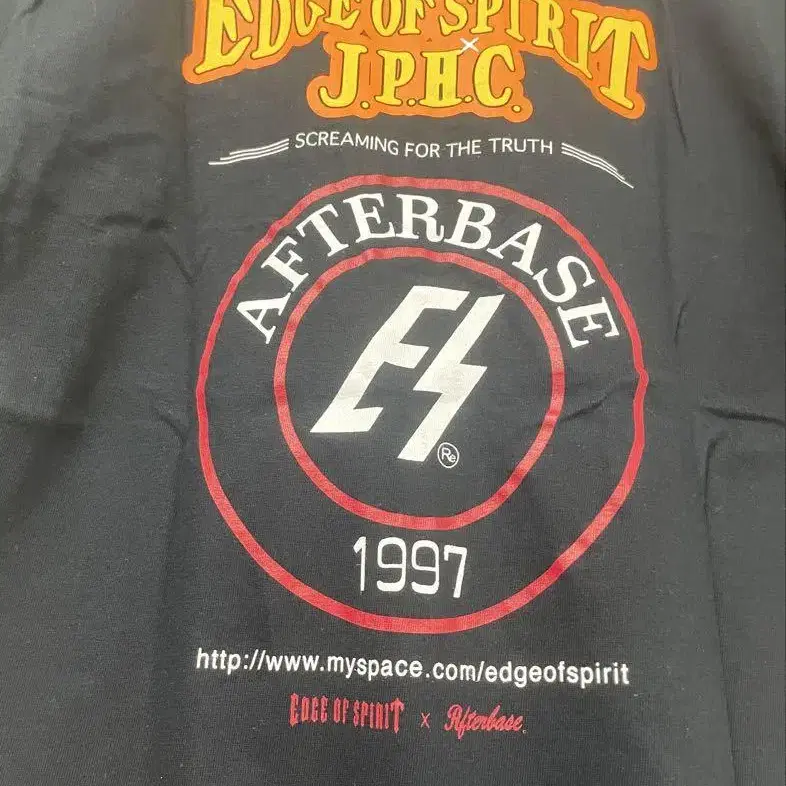 EDGE OF SPIRIT
×
J.P.H.C.
SCREAMING FOR THE TRUTH
AFTERBASE
ES
Re
1997
http://www.myspace.com/edgeofspirit
EDGE OF SPIRIT × Afterbase.